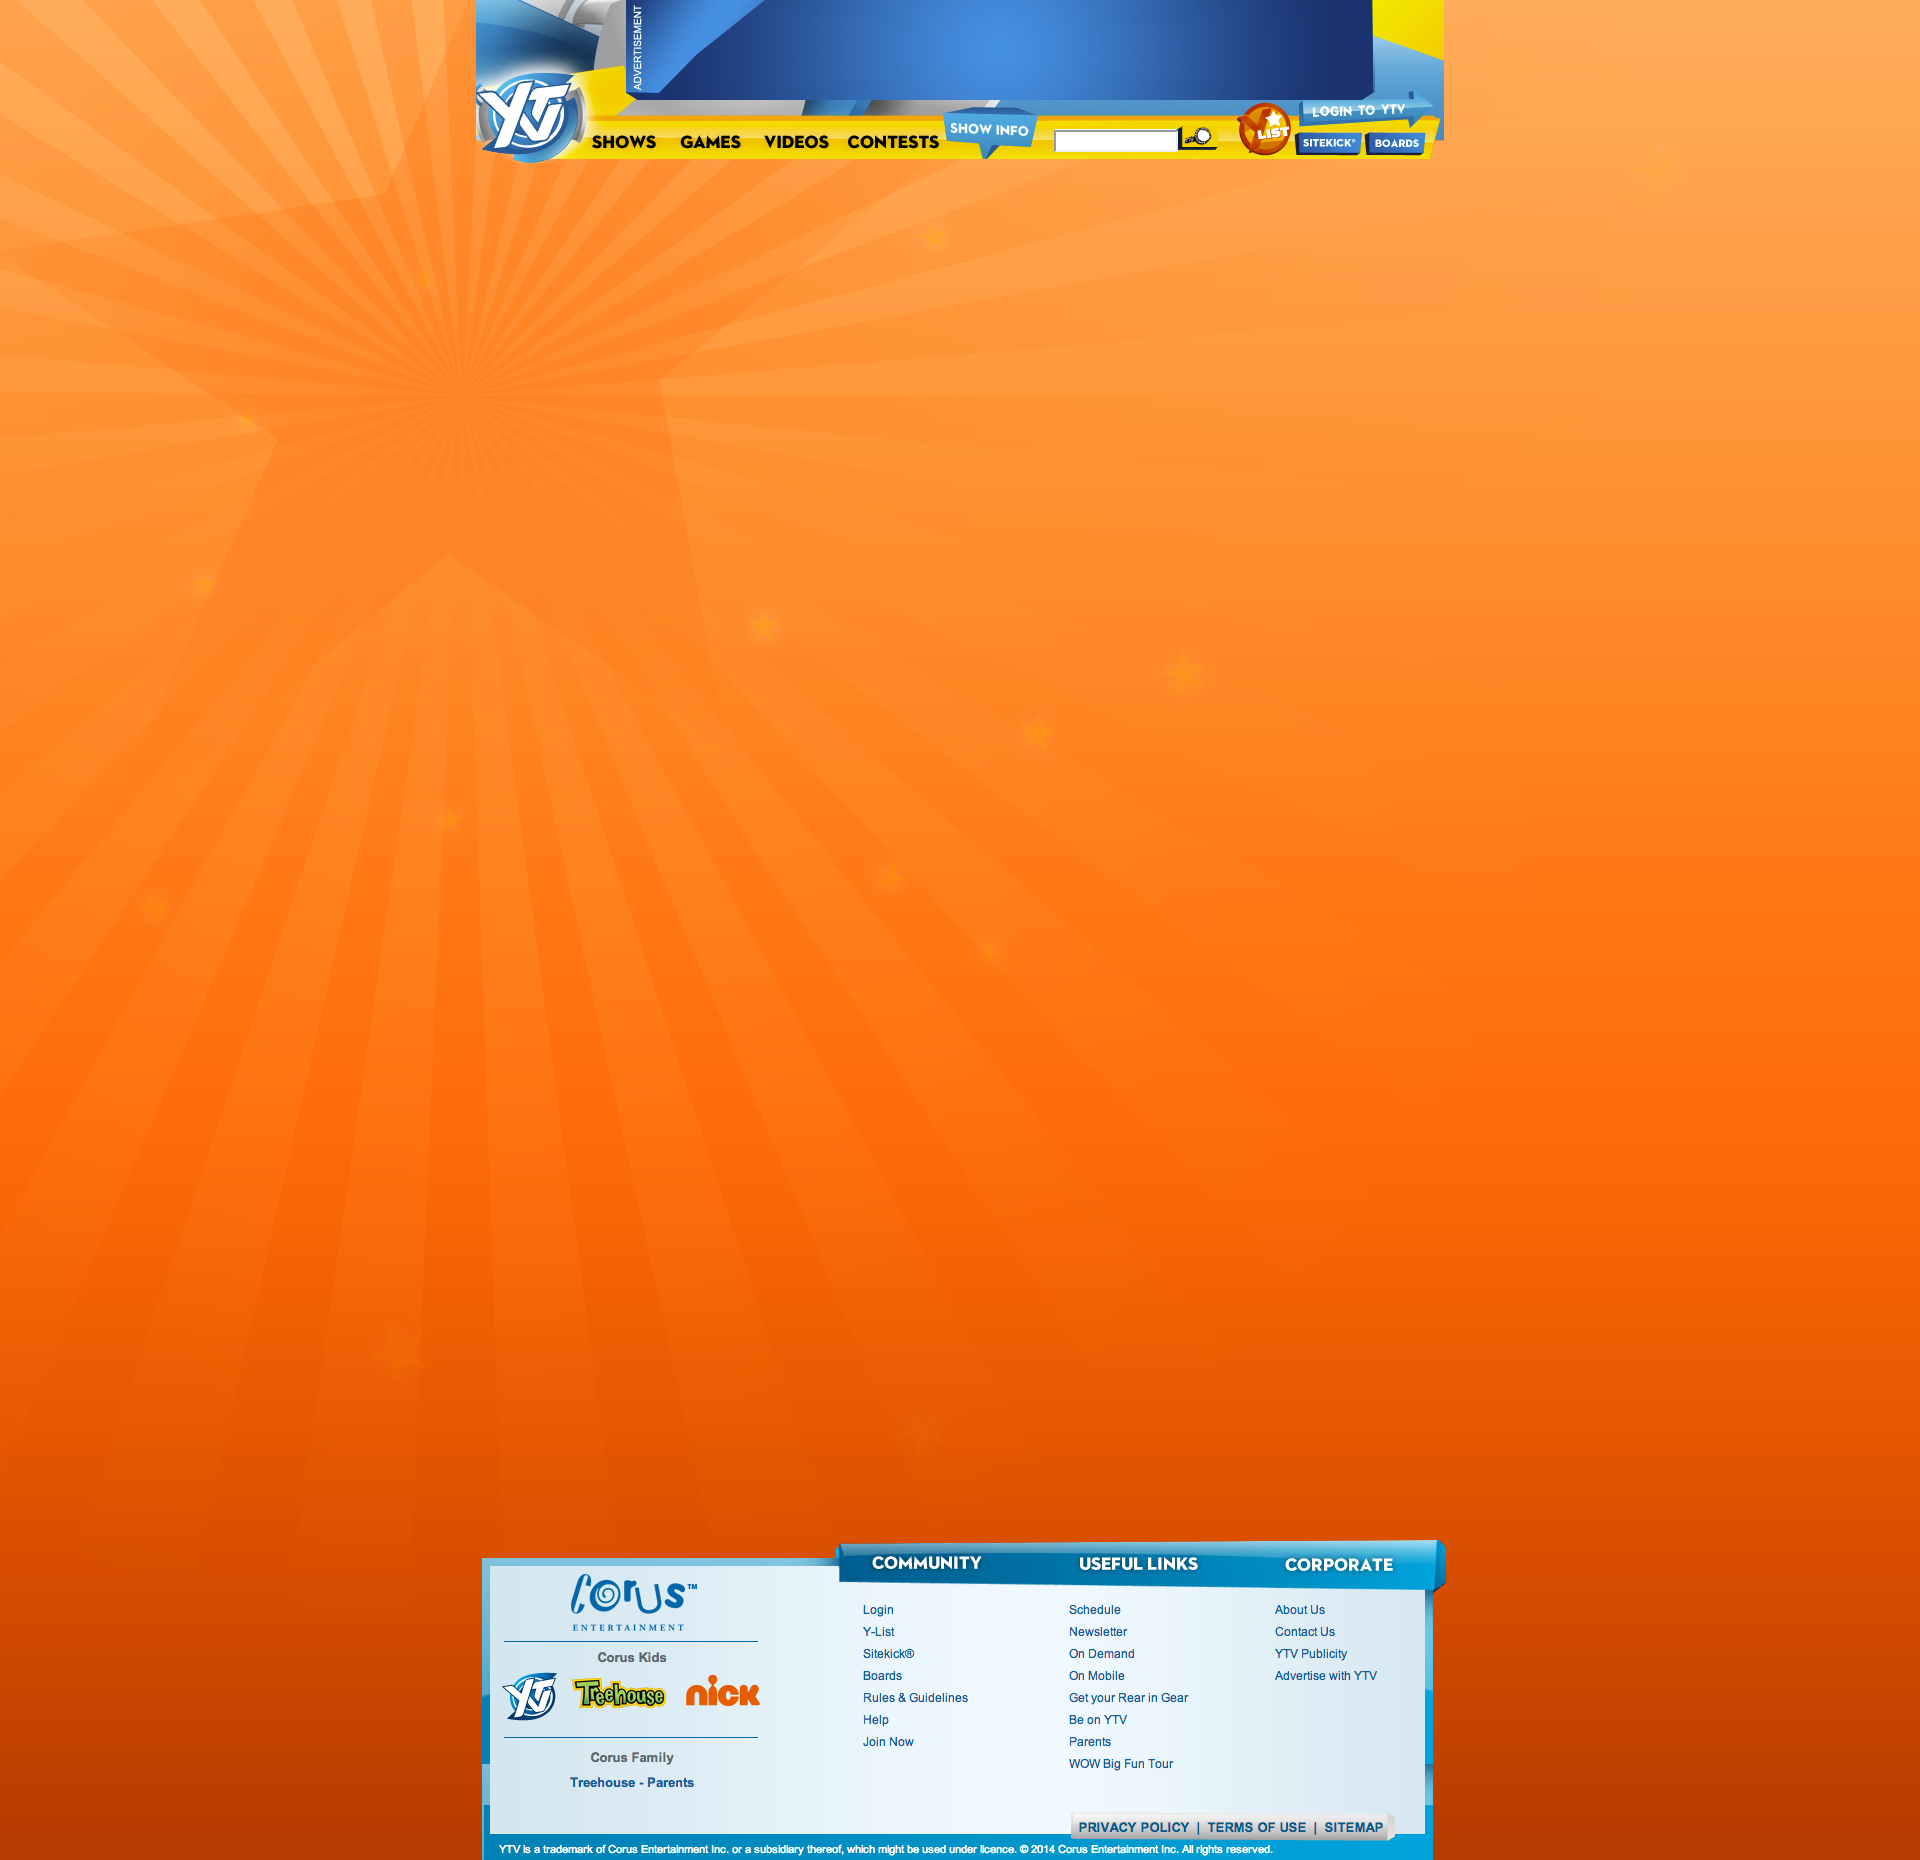 ADVERTISEMENT
YTV
SHOWS GAMES VIDEOS CONTESTS SHOW INFO
Y LIST
LOGIN TO YTV
SITEKICK® BOARDS
COMMUNITY USEFUL LINKS CORPORATE
Corus™
ENTERTAINMENT
Corus Kids
YTV Treehouse nick
Corus Family
Treehouse - Parents
Login
Y-List
Sitekick®
Boards
Rules & Guidelines
Help
Join Now
Schedule
Newsletter
On Demand
On Mobile
Get your Rear in Gear
Be on YTV
Parents
WOW Big Fun Tour
About Us
Contact Us
YTV Publicity
Advertise with YTV
PRIVACY POLICY | TERMS OF USE | SITEMAP
YTV is a trademark of Corus Entertainment Inc. or a subsidiary thereof, which might be used under licence. © 2014 Corus Entertainment Inc. All rights reserved.